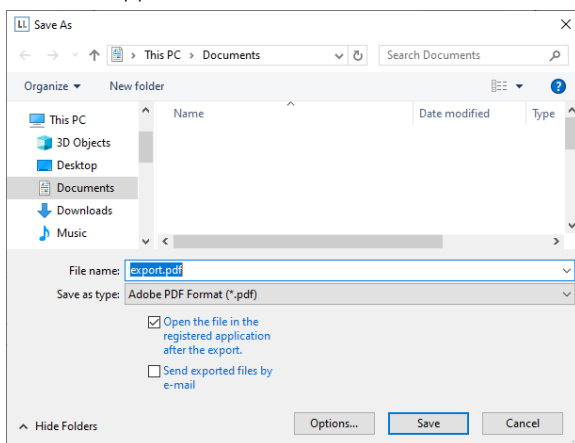 LL Save As
This PC > Documents
Search Documents
Organize
New folder
This PC
3D Objects
Desktop
Documents
Downloads
Music
Name
Date modified
Type
File name: export.pdf
Save as type: Adobe PDF Format (*.pdf)
Open the file in the
registered application
after the export.
Send exported files by
e-mail
Hide Folders
Options...
Save
Cancel